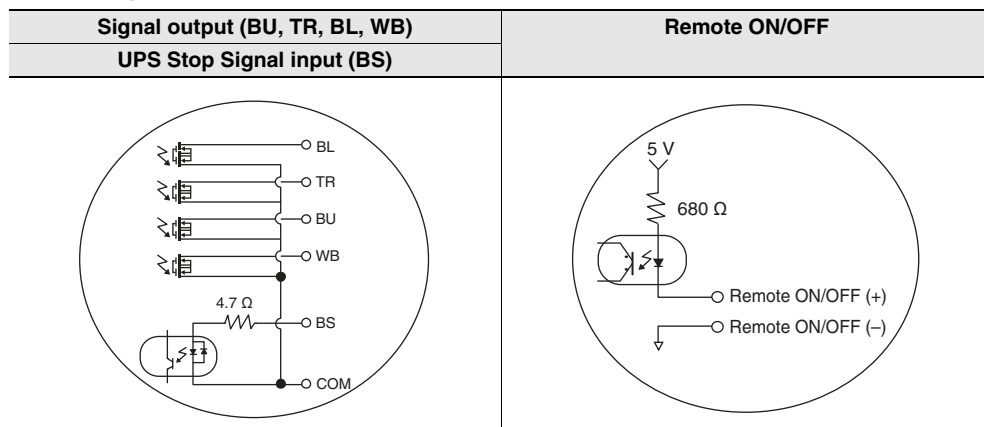 Signal output (BU, TR, BL, WB)
Remote ON/OFF
UPS Stop Signal input (BS)
BL
TR
BU
WB
4.7 Ω
BS
COM
5 V
680 Ω
Remote ON/OFF (+)
Remote ON/OFF (–)